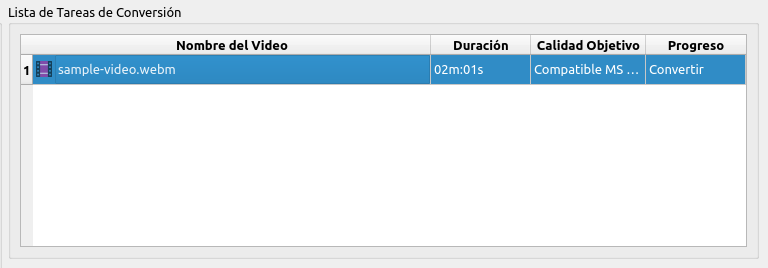 Lista de Tareas de Conversión
Nombre del Video Duración Calidad Objetivo Progreso
1 sample-video.webm 02m:01s Compatible MS ... Convertir